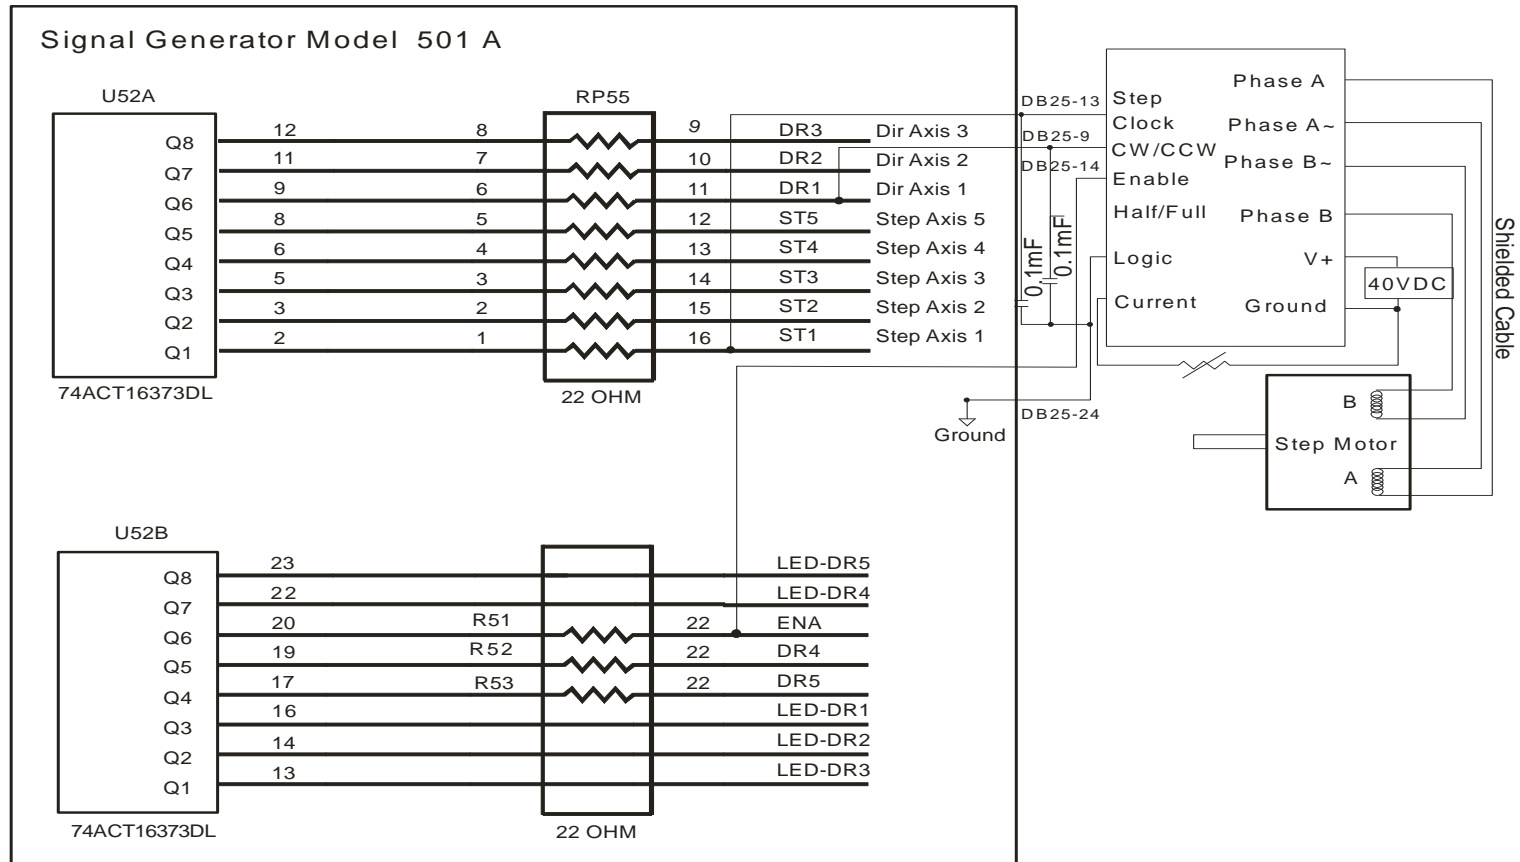 Signal Generator Model 501 A
U52A
RP55
Q8 12 8 9 DR3 Dir Axis 3
Q7 11 7 10 DR2 Dir Axis 2
Q6 9 6 11 DR1 Dir Axis 1
Q5 8 5 12 ST5 Step Axis 5
Q4 6 4 13 ST4 Step Axis 4
Q3 5 3 14 ST3 Step Axis 3
Q2 3 2 15 ST2 Step Axis 2
Q1 2 1 16 ST1 Step Axis 1
74ACT16373DL
22 OHM
DB25-13
DB25-9
DB25-14
0.1mF
0.1mF
Ground
DB25-24
Step
Clock
CW/CCW
Enable
Half/Full
Logic
Current
Phase A
Phase A~
Phase B~
Phase B
V+
Ground
40VDC
Shielded Cable
B
Step Motor
A
U52B
Q8 23 LED-DR5
Q7 22 LED-DR4
Q6 20 R51 22 ENA
Q5 19 R52 22 DR4
Q4 17 R53 22 DR5
Q3 16 LED-DR1
Q2 14 LED-DR2
Q1 13 LED-DR3
74ACT16373DL
22 OHM